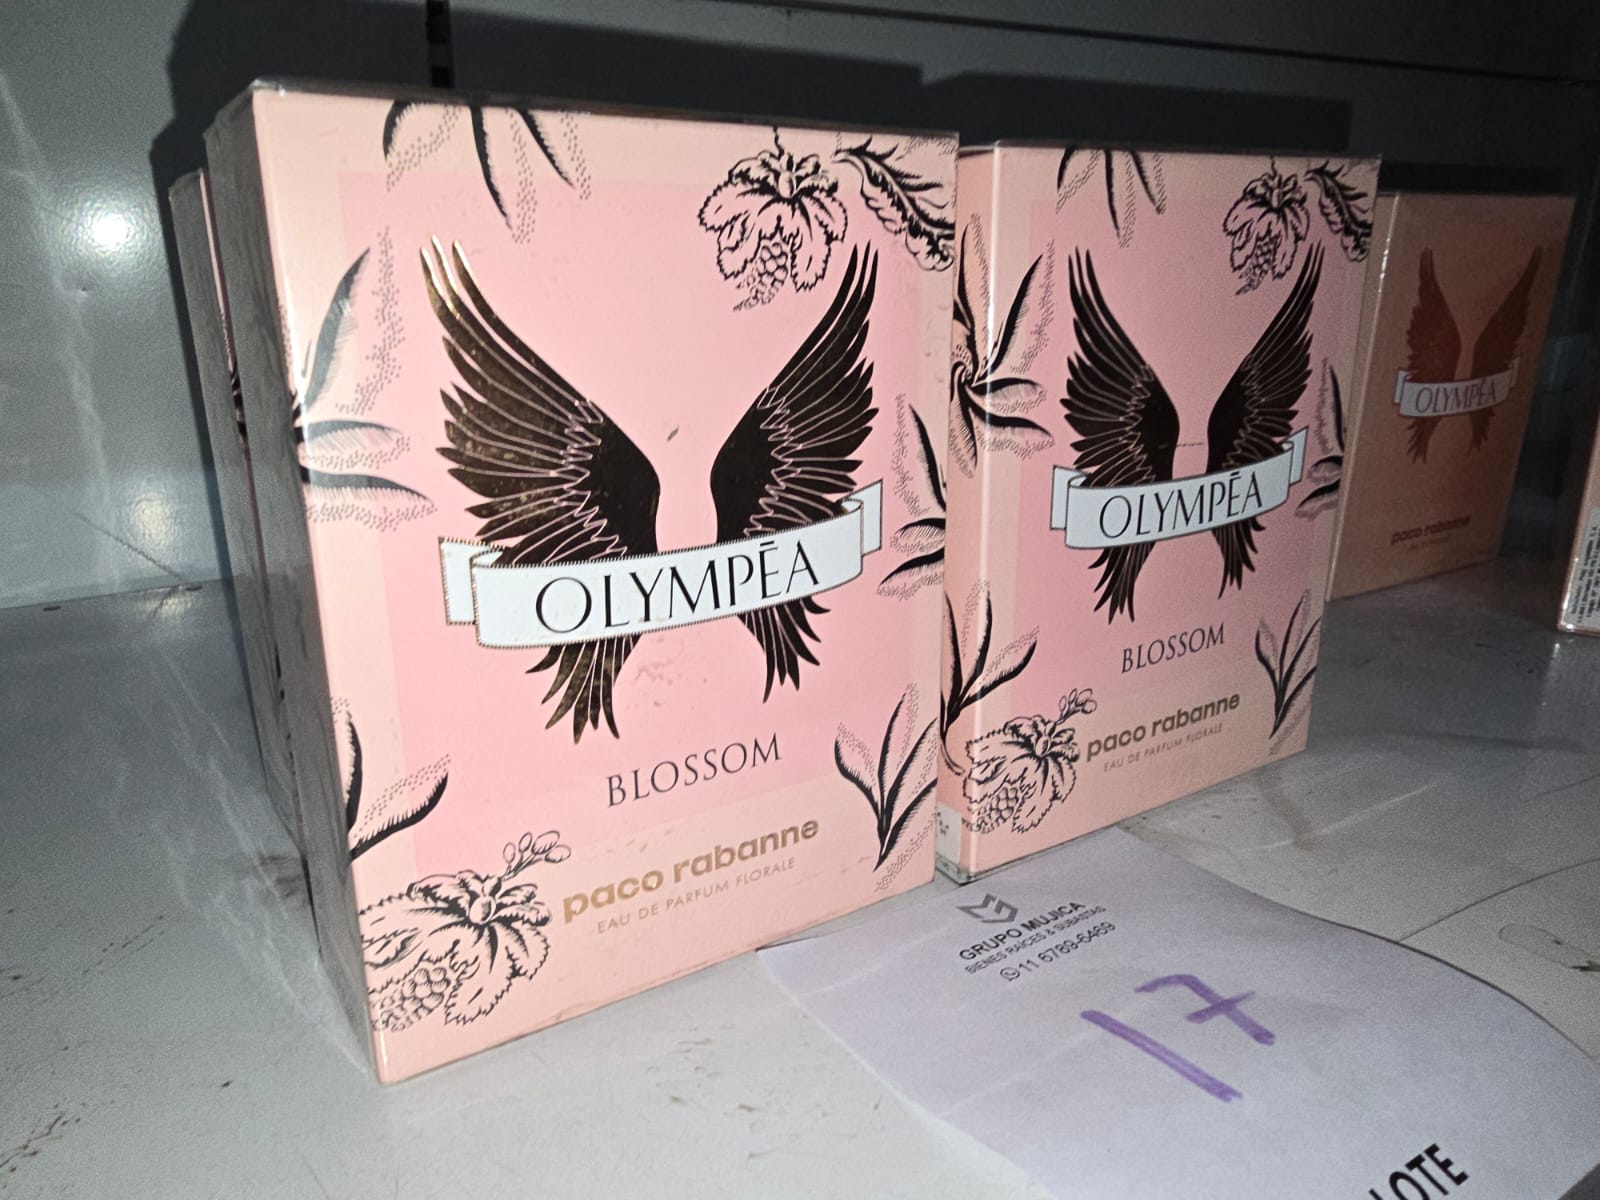 OLYMPĒA
BLOSSOM
paco rabanne
EAU DE PARFUM FLORALE
OLYMPĒA
BLOSSOM
paco rabanne
EAU DE PARFUM FLORALE
OLYMPĒA
paco rabanne
GRUPO MUJICA
BIENES RAICES & SUBASTAS
11 6789-6469
17
LOTE